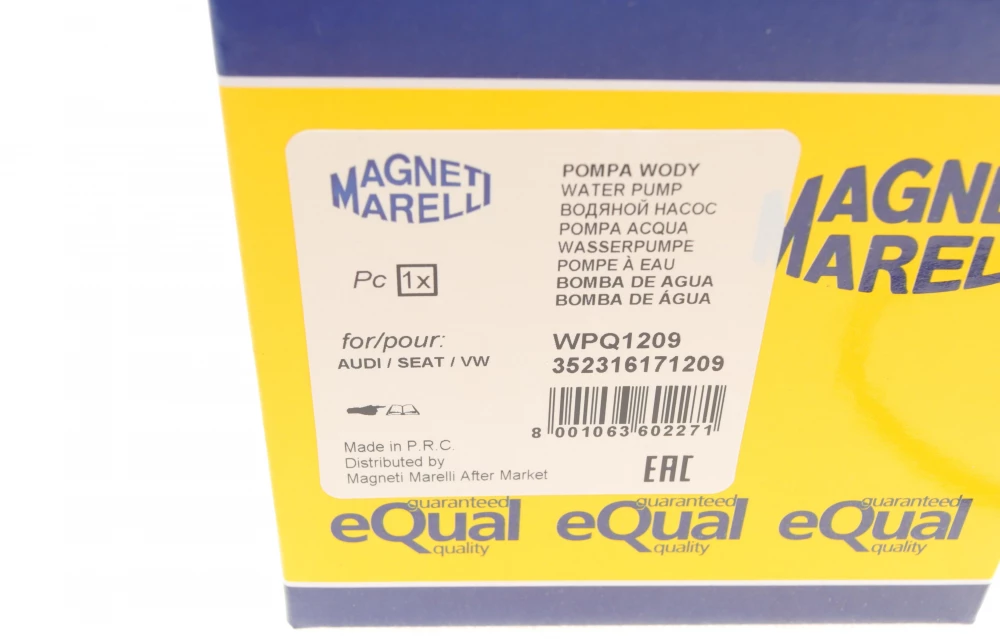 MAGNETI
MARELLI
Pc 1x
for/pour:
AUDI / SEAT / VW
POMPA WODY
WATER PUMP
ВОДЯНОЙ НАСОС
POMPA ACQUA
WASSERPUMPE
POMPE À EAU
BOMBA DE AGUA
BOMBA DE ÁGUA
WPQ1209
352316171209
8 001063 602271
Made in P.R.C.
Distributed by
Magneti Marelli After Market
EAC
MAGNE
MAREL
guaranteed
eQual
quality
guaranteed
eQual
quality
guaranteed
eQual
quality